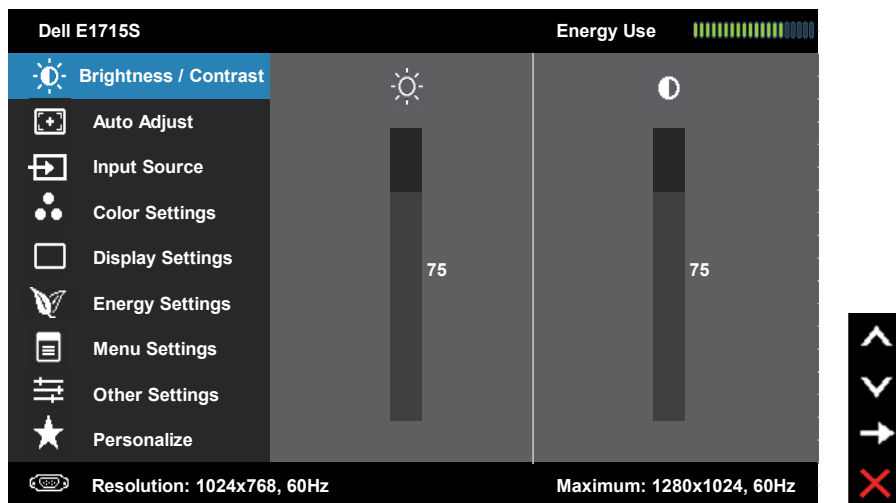 Dell E1715S
Energy Use
Brightness / Contrast
Auto Adjust
Input Source
Color Settings
Display Settings
75
75
Energy Settings
Menu Settings
Other Settings
Personalize
Resolution: 1024x768, 60Hz
Maximum: 1280x1024, 60Hz